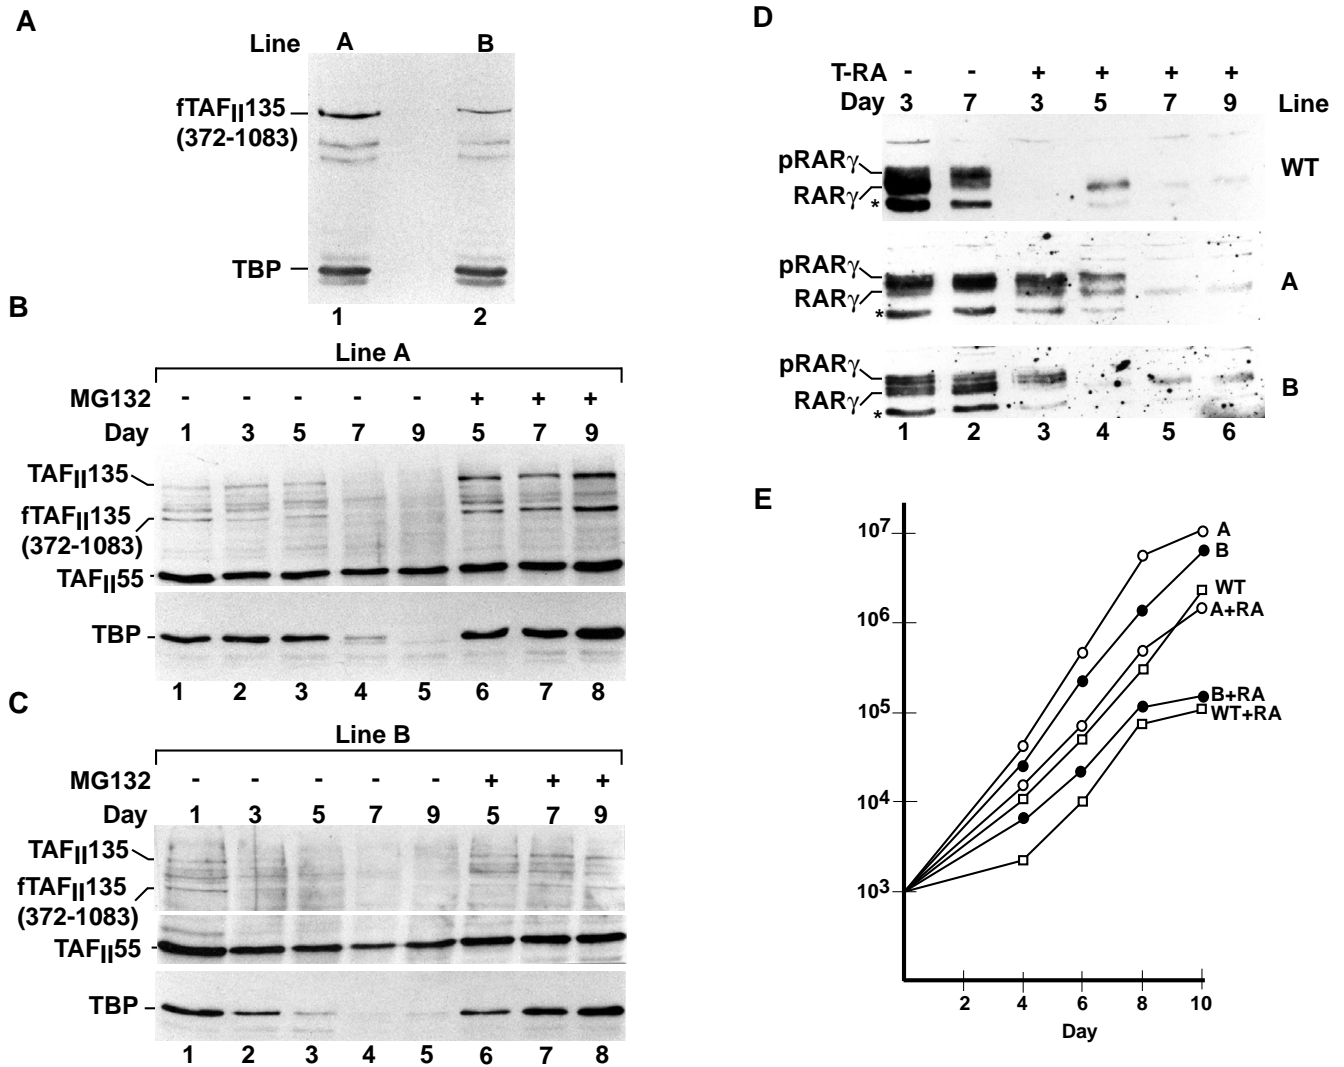 A
Line A B
fTAFII135
(372-1083)
TBP
1 2
B
Line A
MG132 - - - - - + + +
Day 1 3 5 7 9 5 7 9
TAFII135
fTAFII135
(372-1083)
TAFII55
TBP
1 2 3 4 5 6 7 8
C
Line B
MG132 - - - - - + + +
Day 1 3 5 7 9 5 7 9
TAFII135
fTAFII135
(372-1083)
TAFII55
TBP
1 2 3 4 5 6 7 8
D
T-RA - - + + + +
Day 3 7 3 5 7 9 Line
pRARγ
RARγ
*
WT
pRARγ
RARγ
*
A
pRARγ
RARγ
*
B
1 2 3 4 5 6
E
10^7
10^6
10^5
10^4
10^3
A
B
WT
A+RA
B+RA
WT+RA
2 4 6 8 10
Day